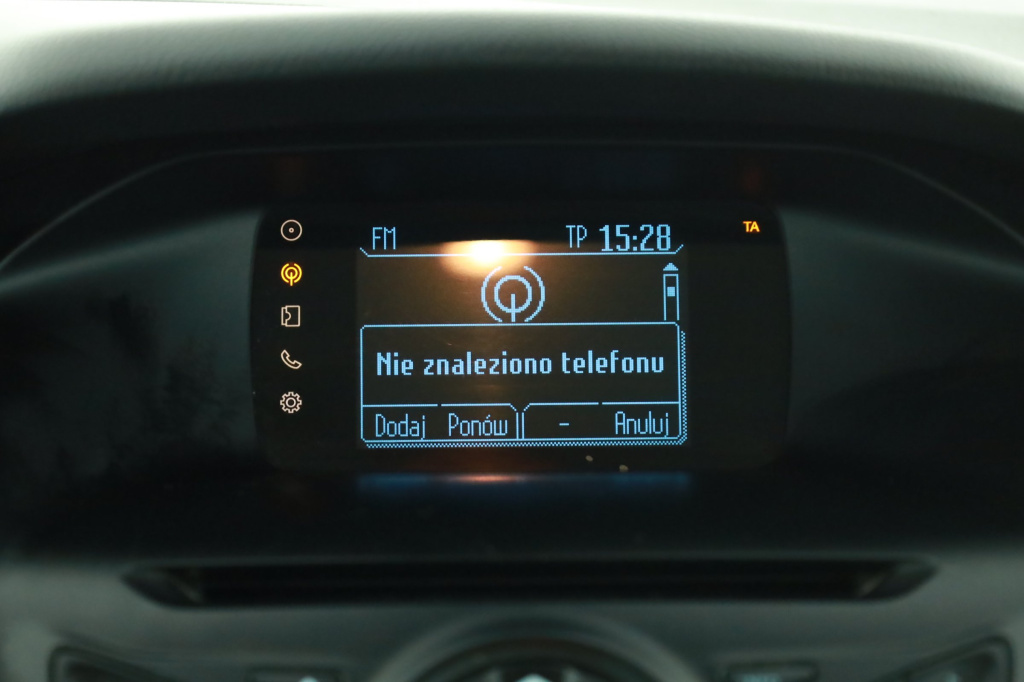 FM TP 15:28 TA
Nie znaleziono telefonu
Dodaj Ponów - Anuluj